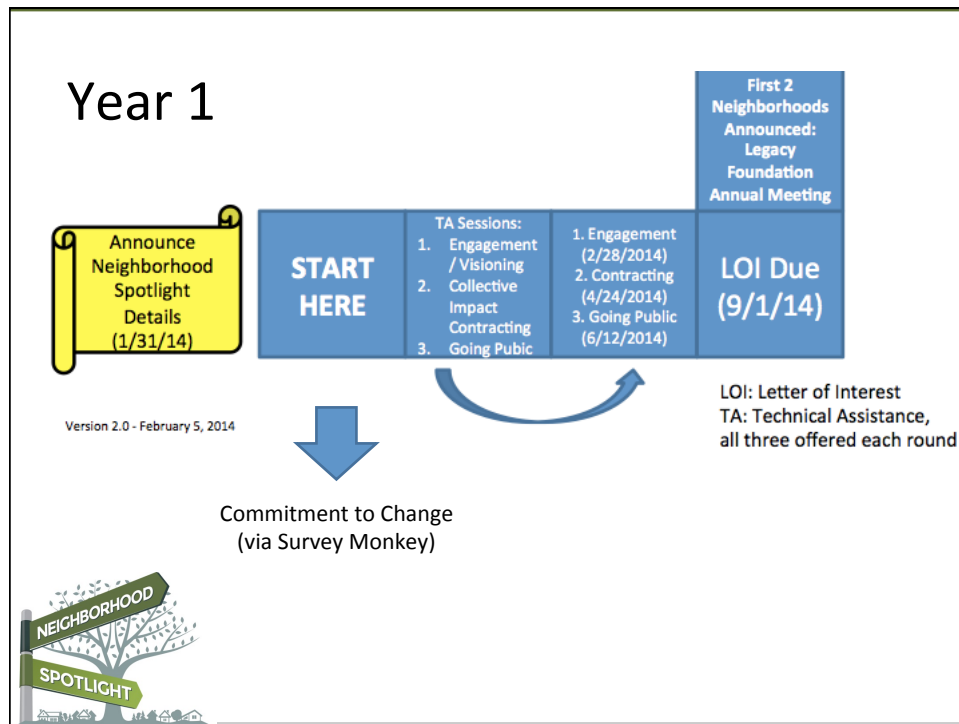 Year 1
First 2
Neighborhoods
Announced:
Legacy
Foundation
Annual Meeting
Announce
Neighborhood
Spotlight
Details
(1/31/14)
START
HERE
TA Sessions:
1. Engagement
/ Visioning
2. Collective
Impact
Contracting
3. Going Pubic
1. Engagement
(2/28/2014)
2. Contracting
(4/24/2014)
3. Going Public
(6/12/2014)
LOI Due
(9/1/14)
LOI: Letter of Interest
TA: Technical Assistance,
all three offered each round
Version 2.0 - February 5, 2014
Commitment to Change
(via Survey Monkey)
NEIGHBORHOOD
SPOTLIGHT